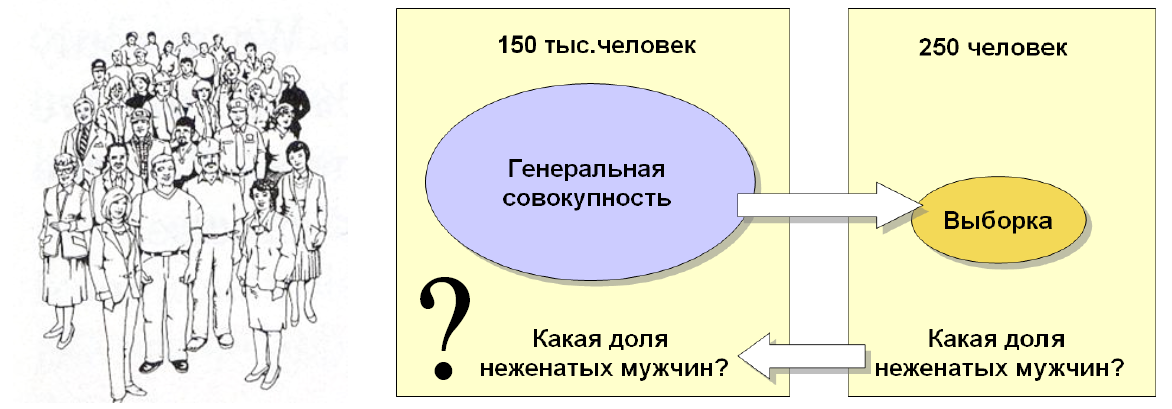 150 тыс.человек
Генеральная
совокупность
?
Какая доля
неженатых мужчин?
250 человек
Выборка
Какая доля
неженатых мужчин?